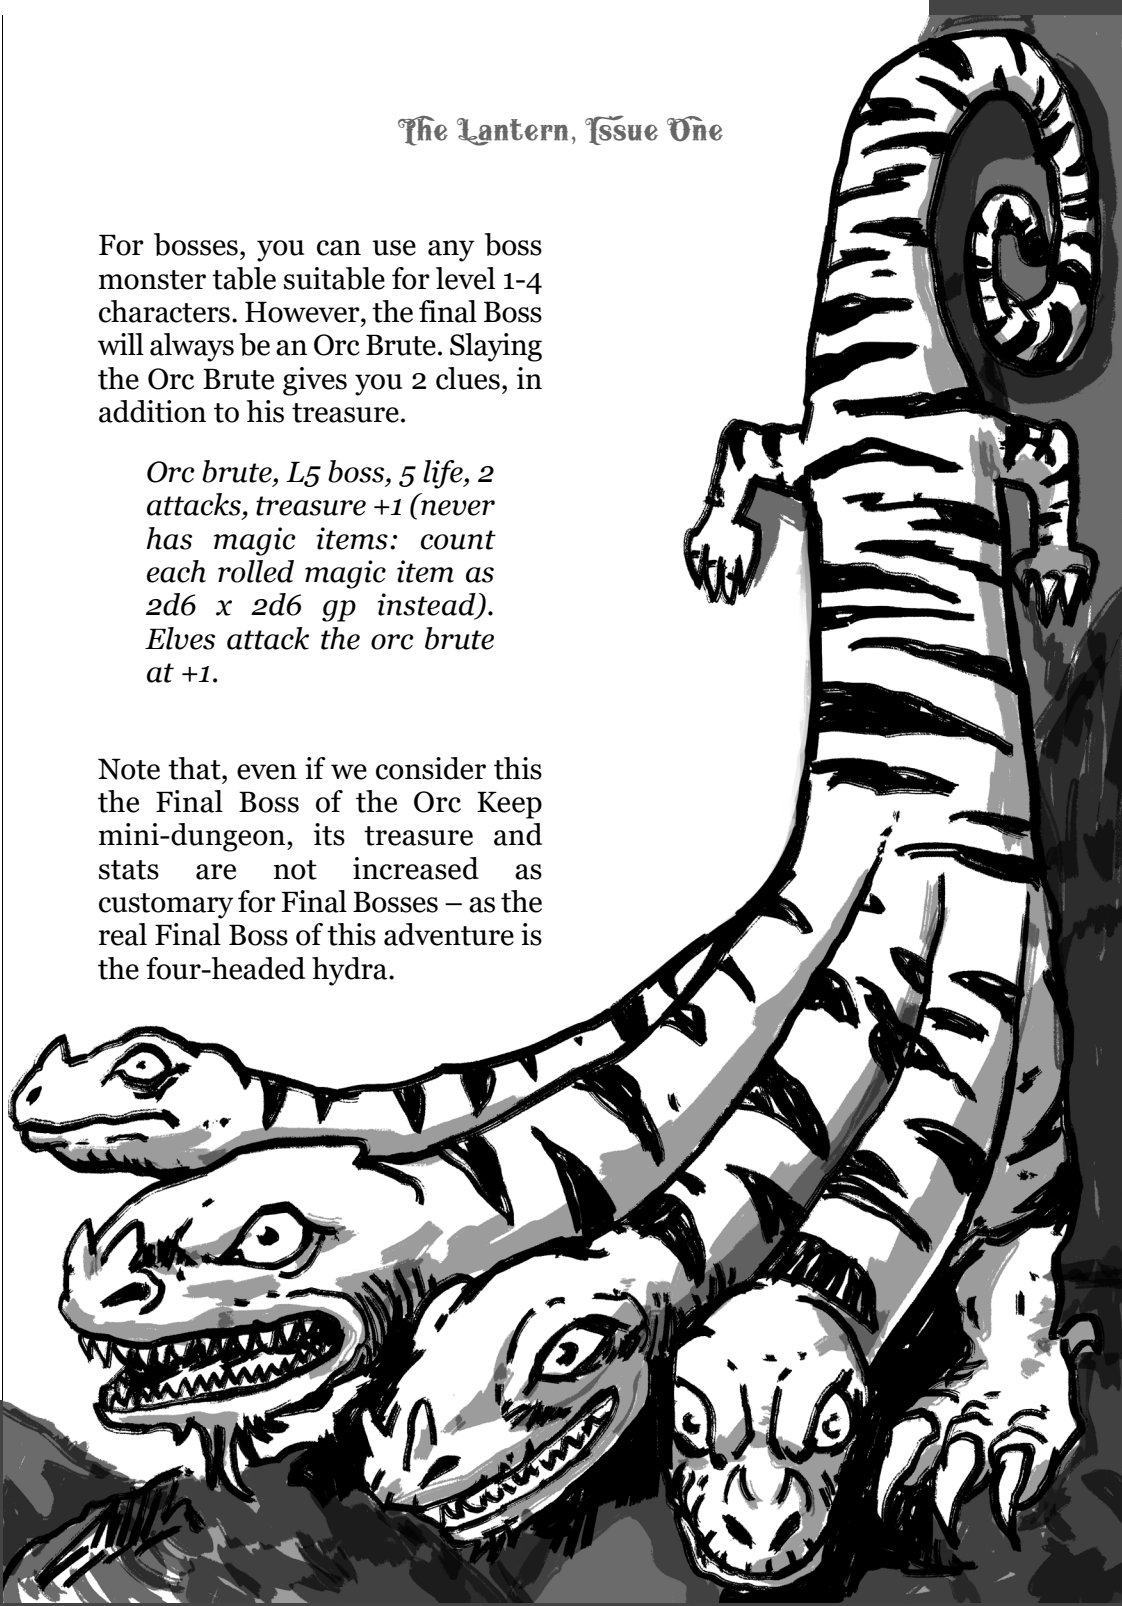 The Lantern, Issue One
For bosses, you can use any boss
monster table suitable for level 1-4
characters. However, the final Boss
will always be an Orc Brute. Slaying
the Orc Brute gives you 2 clues, in
addition to his treasure.
Orc brute, L5 boss, 5 life, 2
attacks, treasure +1 (never
has magic items: count
each rolled magic item as
2d6 x 2d6 gp instead).
Elves attack the orc brute
at +1.
Note that, even if we consider this
the Final Boss of the Orc Keep
mini-dungeon, its treasure and
stats are not increased as
customary for Final Bosses – as the
real Final Boss of this adventure is
the four-headed hydra.